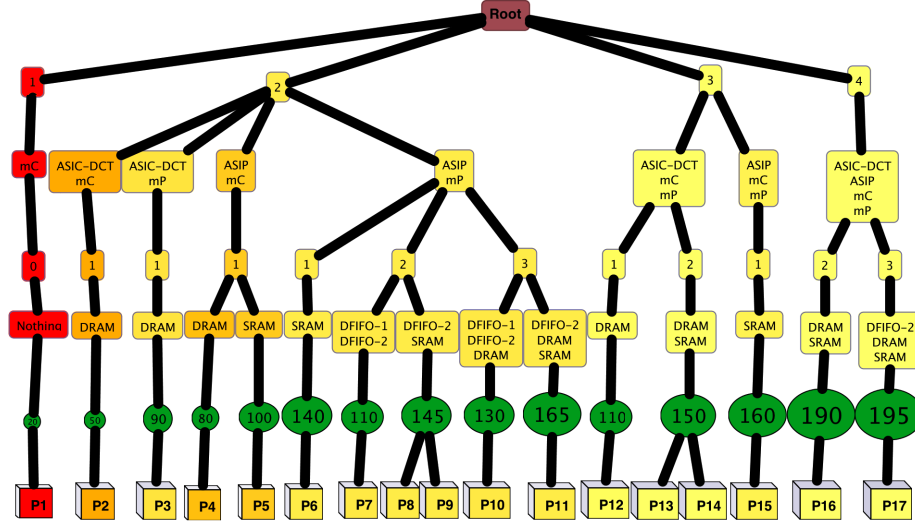 Root
1
2
3
4
mC
ASIC-DCT
mC
ASIC-DCT
mP
ASIP
mC
ASIP
mP
ASIC-DCT
mC
mP
ASIP
mC
mP
ASIC-DCT
ASIP
mC
mP
0
1
1
1
1
2
3
1
2
1
2
3
Nothing
DRAM
DRAM
DRAM
SRAM
SRAM
DFIFO-1
DFIFO-2
DFIFO-2
SRAM
DFIFO-1
DFIFO-2
DRAM
DFIFO-2
DRAM
SRAM
DRAM
DRAM
SRAM
SRAM
DRAM
SRAM
DFIFO-2
DRAM
SRAM
20
50
90
80
100
140
110
145
130
165
110
150
160
190
195
P1
P2
P3
P4
P5
P6
P7
P8
P9
P10
P11
P12
P13
P14
P15
P16
P17